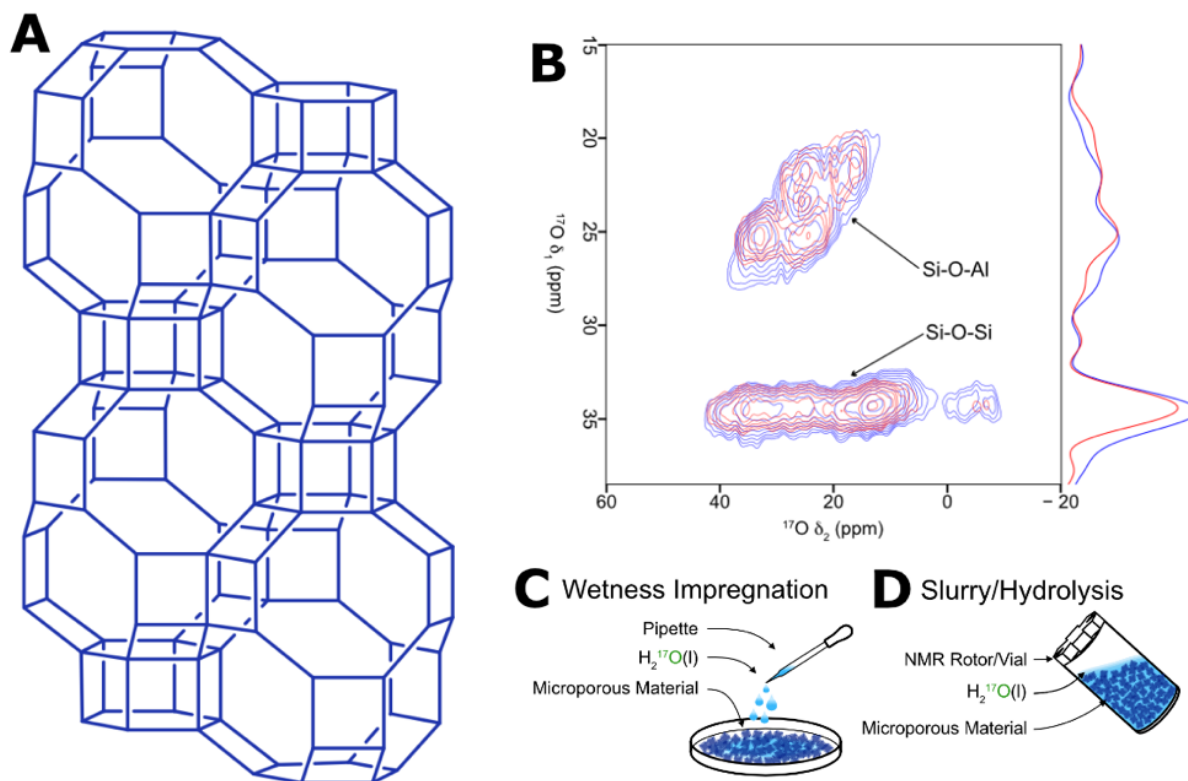 A
B
15
20
25
30
35
¹⁷O δ₁ (ppm)
Si-O-Al
Si-O-Si
60
40
20
0
−20
¹⁷O δ₂ (ppm)
C Wetness Impregnation
Pipette
H₂¹⁷O(l)
Microporous Material
D Slurry/Hydrolysis
NMR Rotor/Vial
H₂¹⁷O(l)
Microporous Material